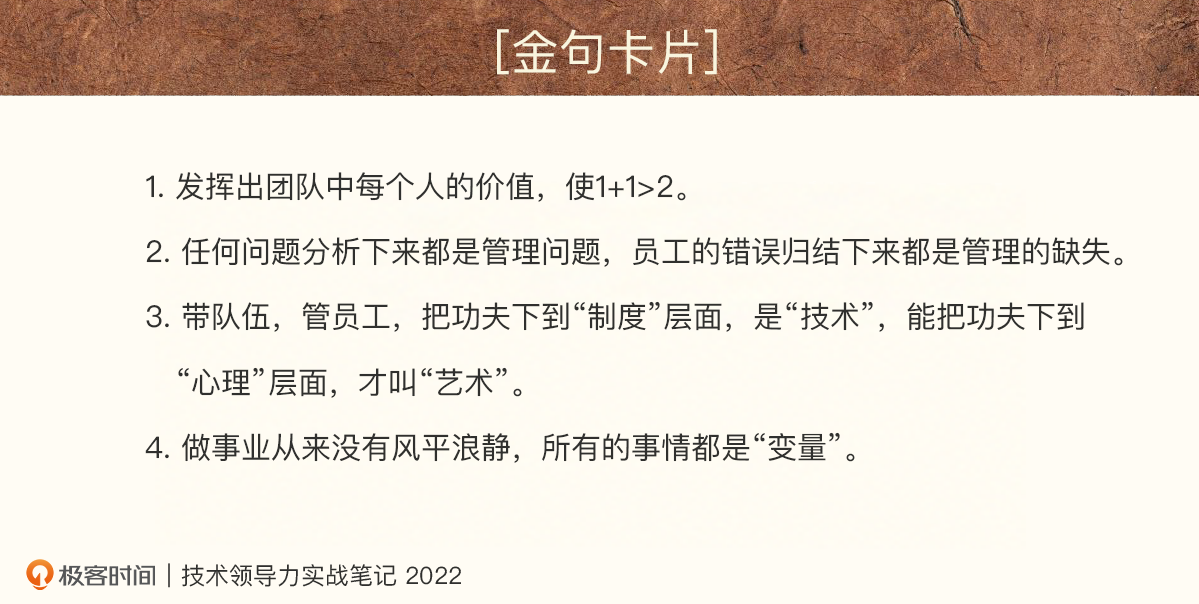 [金句卡片]
1. 发挥出团队中每个人的价值，使1+1>2。
2. 任何问题分析下来都是管理问题，员工的错误归结下来都是管理的缺失。
3. 带队伍，管员工，把功夫下到“制度”层面，是“技术”，能把功夫下到
“心理”层面，才叫“艺术”。
4. 做事业从来没有风平浪静，所有的事情都是“变量”。
极客时间 | 技术领导力实战笔记 2022